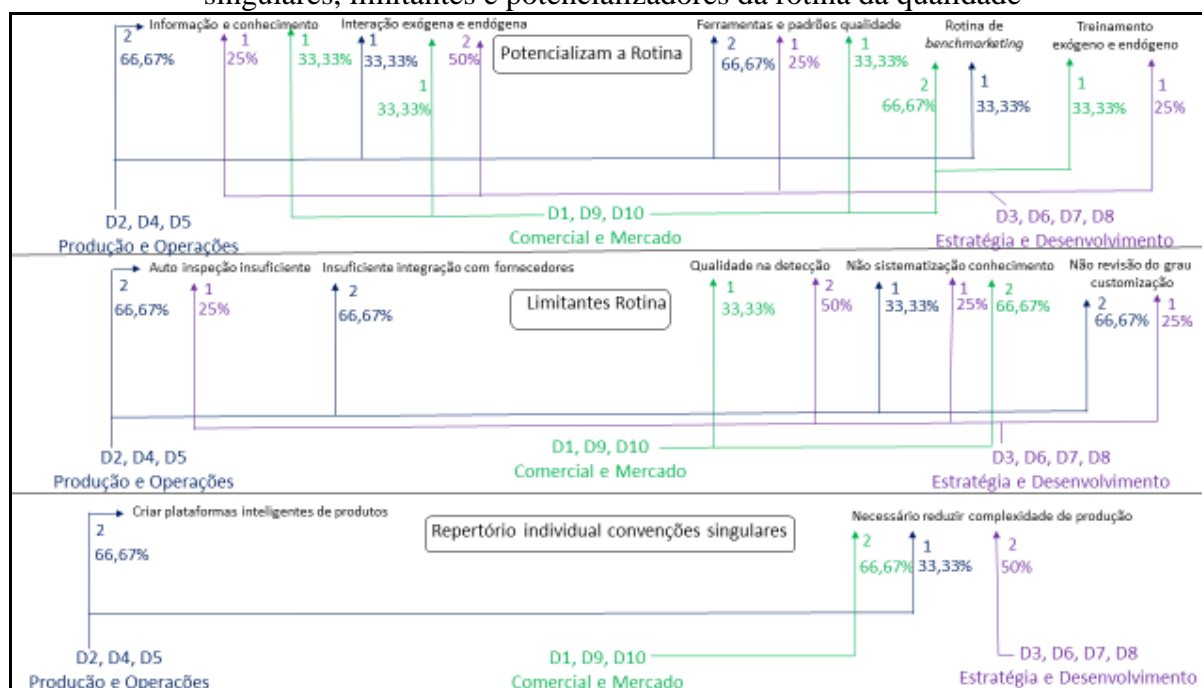 singulares, limitantes e potencializadores da rotina da qualidade
Informação e conhecimento
Interação exógena e endógena
Ferramentas e padrões qualidade
Rotina de
benchmarketing
Treinamento
exógeno e endógeno
Potencializam a Rotina
2
66,67%
1
25%
1
33,33%
1
33,33%
1
33,33%
2
50%
2
66,67%
1
25%
1
33,33%
2
66,67%
1
33,33%
1
33,33%
1
25%
D2, D4, D5
Produção e Operações
D1, D9, D10
Comercial e Mercado
D3, D6, D7, D8
Estratégia e Desenvolvimento
Auto inspeção insuficiente
Insuficiente integração com fornecedores
Qualidade na detecção
Não sistematização conhecimento
Não revisão do grau
customização
Limitantes Rotina
2
66,67%
1
25%
2
66,67%
1
33,33%
2
50%
1
33,33%
1
25%
2
66,67%
2
66,67%
1
25%
D2, D4, D5
Produção e Operações
D1, D9, D10
Comercial e Mercado
D3, D6, D7, D8
Estratégia e Desenvolvimento
Criar plataformas inteligentes de produtos
Necessário reduzir complexidade de produção
Repertório individual convenções singulares
2
66,67%
2
66,67%
1
33,33%
2
50%
D2, D4, D5
Produção e Operações
D1, D9, D10
Comercial e Mercado
D3, D6, D7, D8
Estratégia e Desenvolvimento